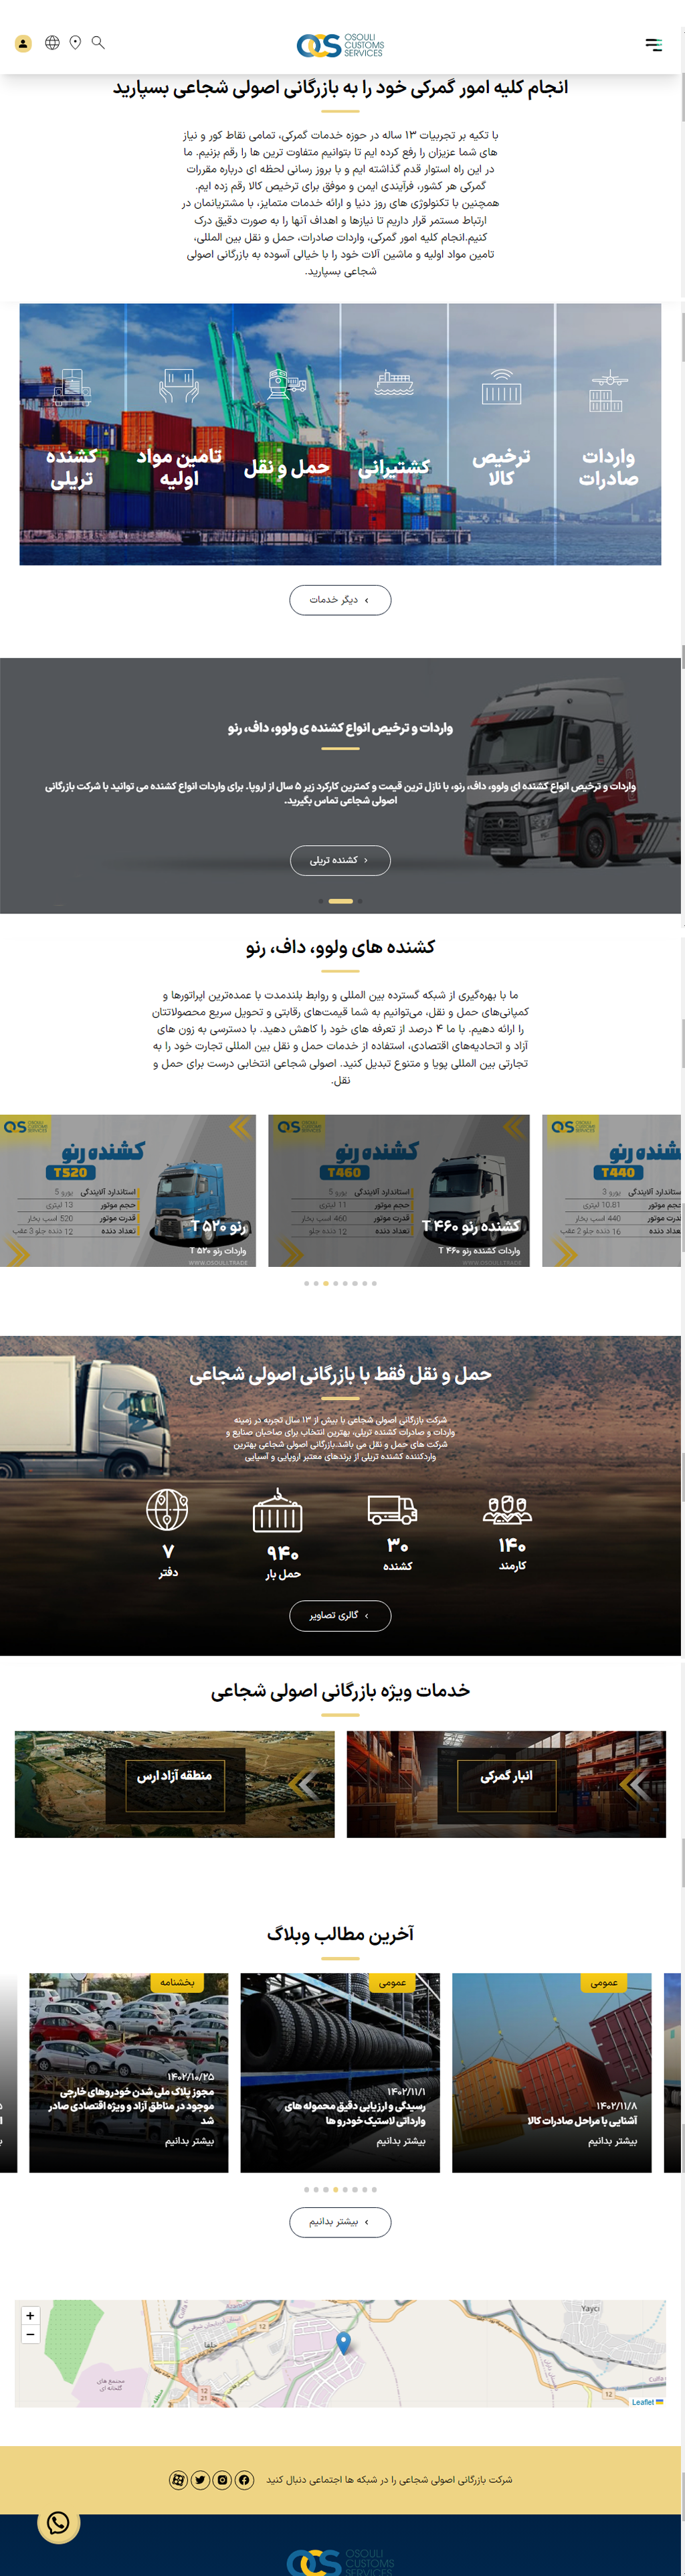 OSOULI
CUSTOMS
SERVICES
انجام کلیه امور گمرکی خود را به بازرگانی اصولی شجاعی بسپارید
با تکیه بر تجربیات ۱۳ ساله در حوزه خدمات گمرکی، تمامی نقاط کور و نیاز
های شما عزیزان را رفع کرده ایم تا بتوانیم متفاوت ترین ها را رقم بزنیم. ما
در این راه استوار قدم گذاشته ایم و با بروز رسانی لحظه ای درباره مقررات
گمرکی هر کشور، فرآیندی ایمن و موفق برای ترخیص کالا رقم زده ایم.
همچنین با تکنولوژی های روز دنیا و ارائه خدمات متمایز، با مشتریانمان در
ارتباط مستمر قرار داریم تا نیازها و اهداف آنها را به صورت دقیق درک
کنیم.انجام کلیه امور گمرکی، واردات صادرات، حمل و نقل بین المللی،
تامین مواد اولیه و ماشین آلات خود را با خیالی آسوده به بازرگانی اصولی
شجاعی بسپارید.
واردات
صادرات
ترخیص
کالا
کشتیرانی
حمل و نقل
تامین مواد
اولیه
کشنده
تریلی
دیگر خدمات
واردات و ترخیص انواع کشنده ی ولوو، داف، رنو
واردات و ترخیص انواع کشنده ای ولوو، داف، رنو، با نازل ترین قیمت و کمترین کارکرد زیر ۵ سال از اروپا. برای واردات انواع کشنده می توانید با شرکت بازرگانی
اصولی شجاعی تماس بگیرید.
کشنده تریلی
کشنده های ولوو، داف، رنو
ما با بهره‌گیری از شبکه گسترده بین المللی و روابط بلندمدت با عمده‌ترین اپراتورها و
کمپانی‌های حمل و نقل، می‌توانیم به شما قیمت‌های رقابتی و تحویل سریع محصولاتتان
را ارائه دهیم. با ما ۴ درصد از تعرفه های خود را کاهش دهید. با دسترسی به زون های
آزاد و اتحادیه‌های اقتصادی، استفاده از خدمات حمل و نقل بین المللی تجارت خود را به
تجارتی بین المللی پویا و متنوع تبدیل کنید. اصولی شجاعی انتخابی درست برای حمل و
نقل.
کشنده رنو
T440
استاندارد آلایندگی یورو 3
حجم موتور 10.81 لیتری
قدرت موتور 440 اسب بخار
تعداد دنده 16 دنده جلو 2 عقب
OSOULI
CUSTOMS
SERVICES
کشنده رنو
T460
استاندارد آلایندگی یورو 5
حجم موتور 11 لیتری
قدرت موتور 460 اسب بخار
تعداد دنده 12 دنده جلو
کشنده رنو ۴۶۰ T
واردات کشنده رنو ۴۶۰ T
WWW.OSOULI.TRADE
OSOULI
CUSTOMS
SERVICES
کشنده رنو
T520
استاندارد آلایندگی یورو 5
حجم موتور 13 لیتری
قدرت موتور 520 اسب بخار
تعداد دنده 12 دنده جلو 3 عقب
رنو ۵۲۰ T
واردات رنو ۵۲۰ T
WWW.OSOULI.TRADE
حمل و نقل فقط با بازرگانی اصولی شجاعی
شرکت بازرگانی اصولی شجاعی با بیش از ۱۳ سال تجربه در زمینه
واردات و صادرات کشنده تریلی، بهترین انتخاب برای صاحبان صنایع و
شرکت های حمل و نقل می باشد.بازرگانی اصولی شجاعی بهترین
واردکننده کشنده تریلی از برندهای معتبر اروپایی و آسیایی
۱۴۰
کارمند
۳۰
کشنده
۹۴۰
حمل بار
۷
دفتر
گالری تصاویر
خدمات ویژه بازرگانی اصولی شجاعی
انبار گمرکی
منطقه آزاد ارس
آخرین مطالب وبلاگ
عمومی
۱۴۰۲/۱۱/۸
آشنایی با مراحل صادرات کالا
بیشتر بدانیم
عمومی
۱۴۰۲/۱۱/۱
رسیدگی و ارزیابی دقیق محموله های
وارداتی لاستیک خودرو ها
بیشتر بدانیم
بخشنامه
۱۴۰۲/۱۰/۲۵
مجوز پلاک ملی شدن خودروهای خارجی
موجود در مناطق آزاد و ویژه اقتصادی صادر
شد
بیشتر بدانیم
بیشتر بدانیم
+
−
Yaycı
جلفا
12
12
21
12
مجتمع های
گلخانه ای
Leaflet
شرکت بازرگانی اصولی شجاعی را در شبکه ها اجتماعی دنبال کنید
OSOULI
CUSTOMS
SERVICES